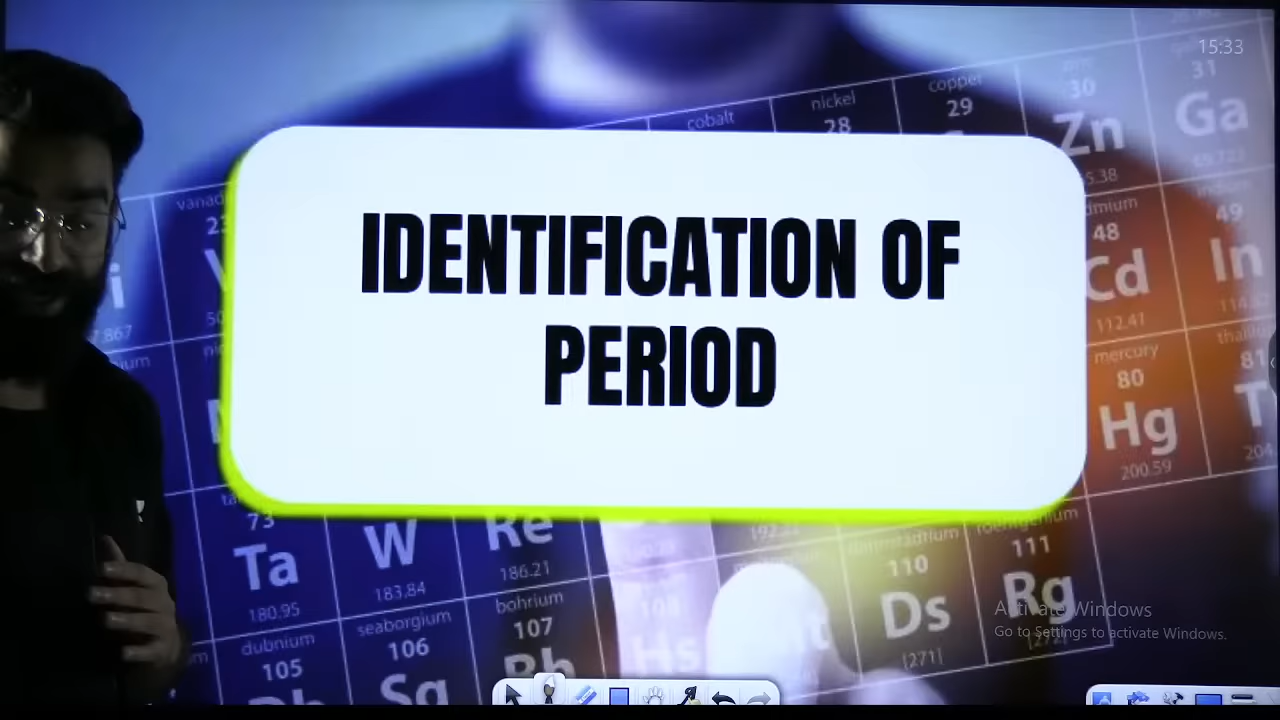 15:33
31
Ga
copper
29
nickel
28
cobalt
30
Zn
IDENTIFICATION OF
PERIOD
48
Cd
112.41
49
In
mercury
80
Hg
200.59
81
73
Ta
180.95
W
183.84
Re
186.21
110
Ds
[271]
111
Rg
dubnium
105
seaborgium
106
Sg
bohrium
107
Activate Windows
Go to Settings to activate Windows.